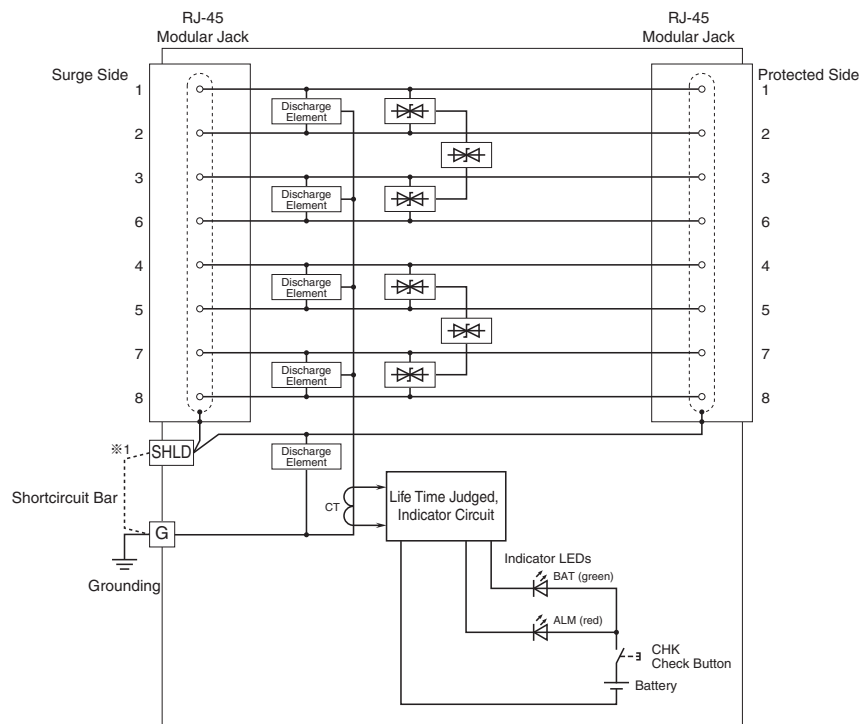 RJ-45
Modular Jack
RJ-45
Modular Jack
Surge Side
Protected Side
1
1
Discharge
Element
2
2
3
3
Discharge
Element
6
6
4
4
Discharge
Element
5
5
7
7
Discharge
Element
8
8
※1
SHLD
Discharge
Element
Shortcircuit Bar
CT
Life Time Judged,
Indicator Circuit
G
Grounding
Indicator LEDs
BAT (green)
ALM (red)
CHK
Check Button
Battery